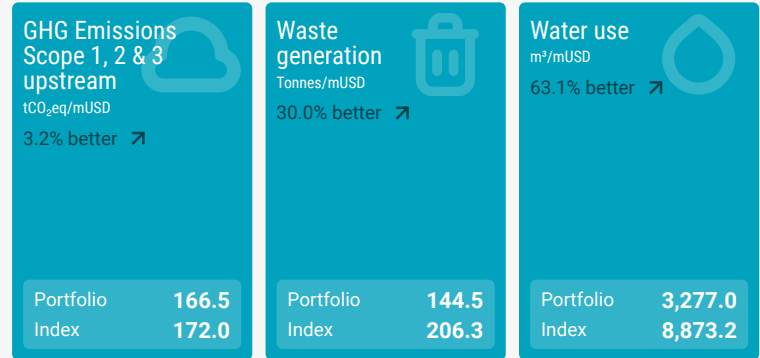 GHG Emissions
Scope 1, 2 & 3
upstream
tCO₂eq/mUSD
3.2% better
Portfolio 166.5
Index 172.0
Waste
generation
Tonnes/mUSD
30.0% better
Portfolio 144.5
Index 206.3
Water use
m³/mUSD
63.1% better
Portfolio 3,277.0
Index 8,873.2